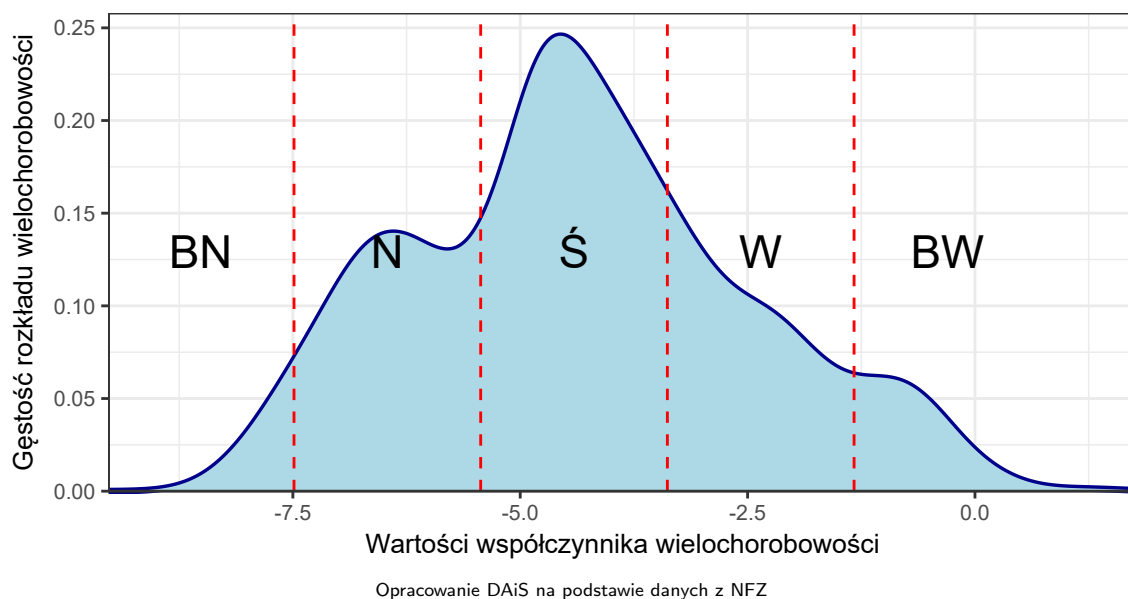 Gęstość rozkładu wielochorobowości
0.25
0.20
0.15
0.10
0.05
0.00
BN
N
Ś
W
BW
-7.5
-5.0
-2.5
0.0
Wartości współczynnika wielochorobowości
Opracowanie DAiS na podstawie danych z NFZ